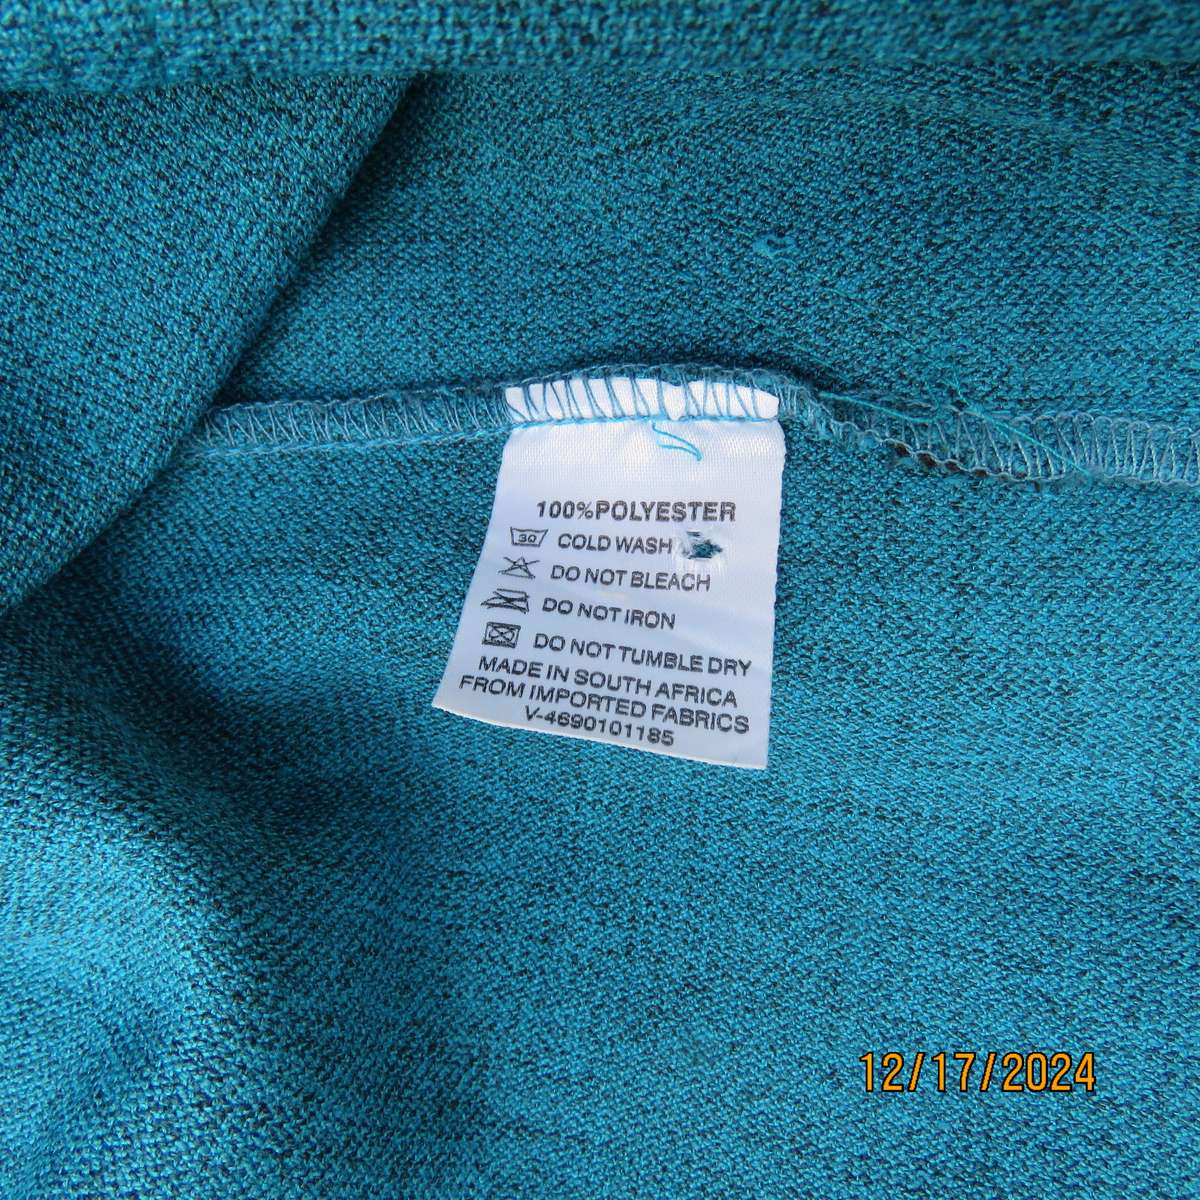 100%POLYESTER
30 COLD WASH
DO NOT BLEACH
DO NOT IRON
DO NOT TUMBLE DRY
MADE IN SOUTH AFRICA
FROM IMPORTED FABRICS
V-4690101185
12/17/2024